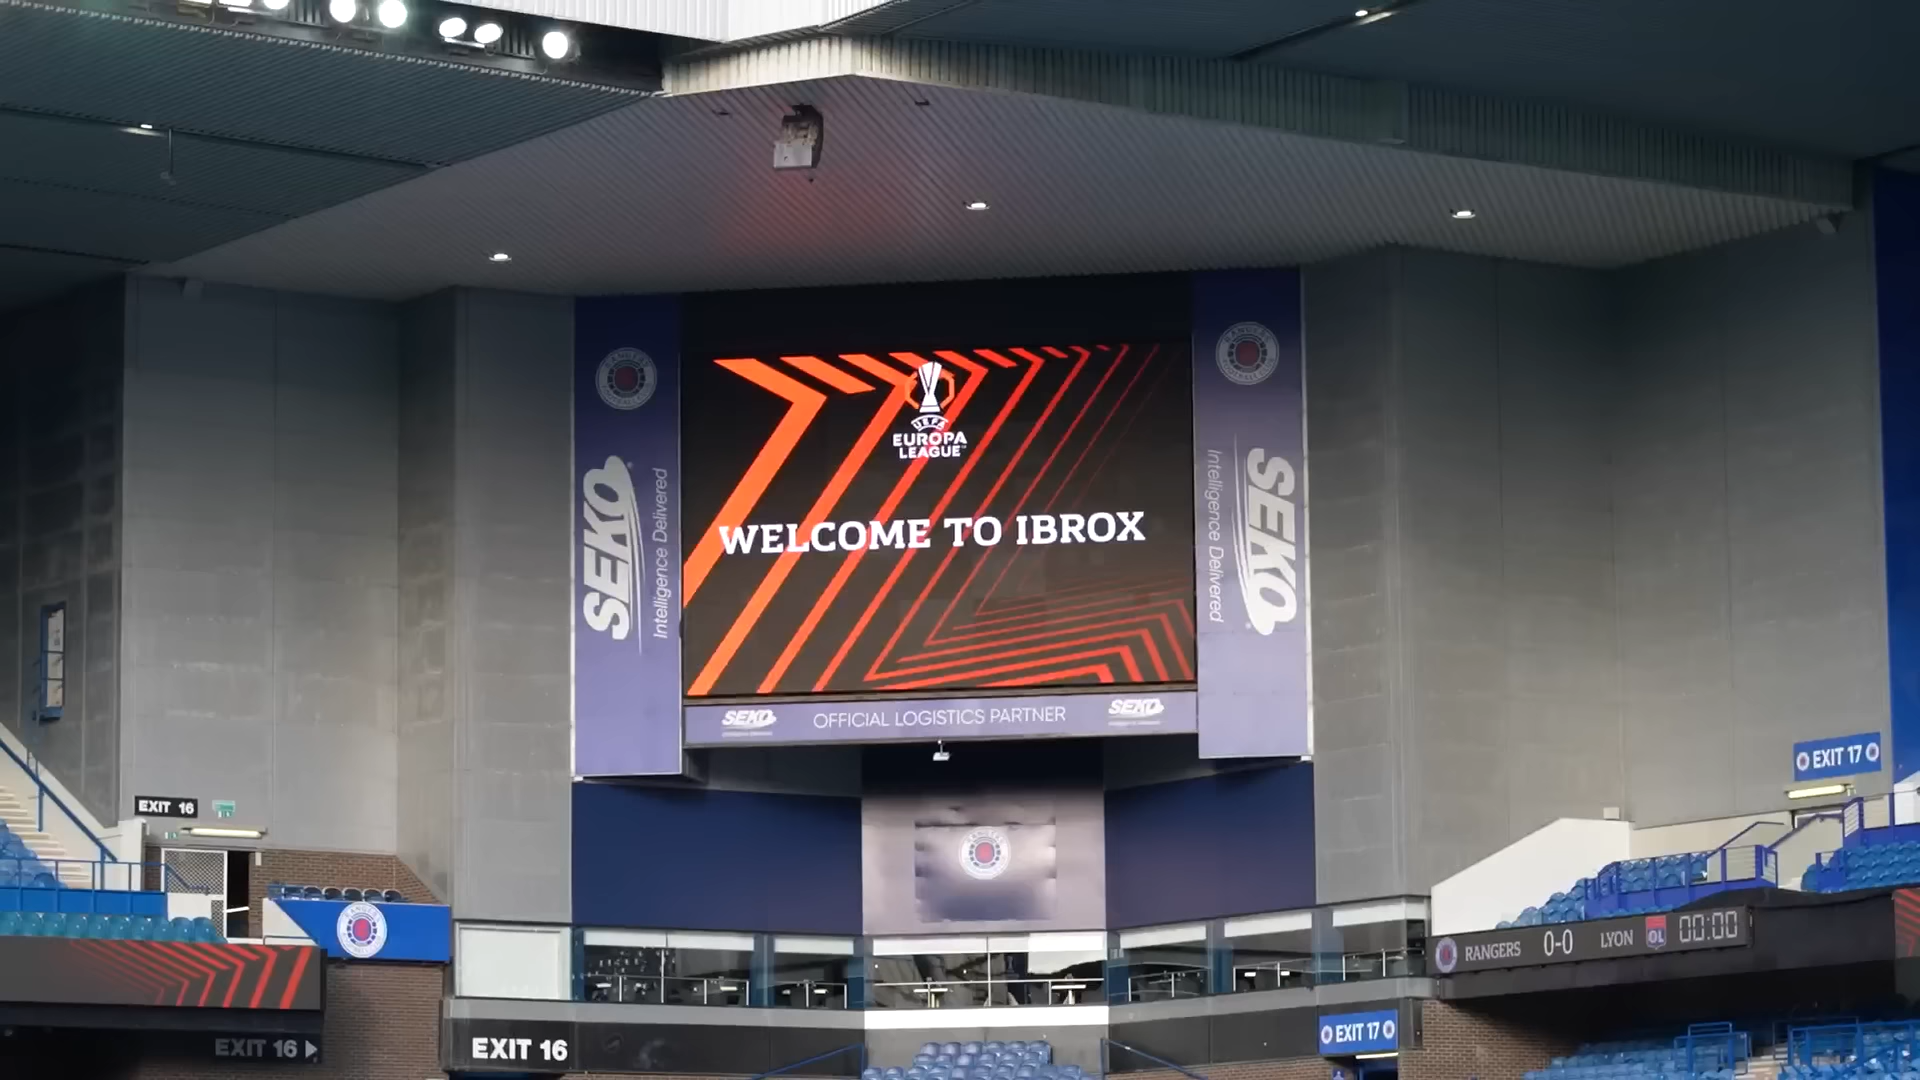 UEFA
EUROPA
LEAGUE
WELCOME TO IBROX
SEKO
Intelligence Delivered
SEKO
Intelligence Delivered
SEKO
OFFICIAL LOGISTICS PARTNER
SEKO
EXIT 17
EXIT 16
RANGERS 0-0 LYON OL 00:00
EXIT 17
EXIT 16
EXIT 16